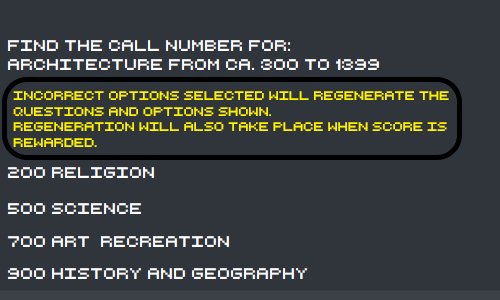 FIND THE CALL NUMBER FOR:
ARCHITECTURE FROM CA. 300 TO 1399
INCORRECT OPTIONS SELECTED WILL REGENERATE THE
QUESTIONS AND OPTIONS SHOWN.
REGENERATION WILL ALSO TAKE PLACE WHEN SCORE IS
REWARDED.
200 RELIGION
500 SCIENCE
700 ART RECREATION
900 HISTORY AND GEOGRAPHY